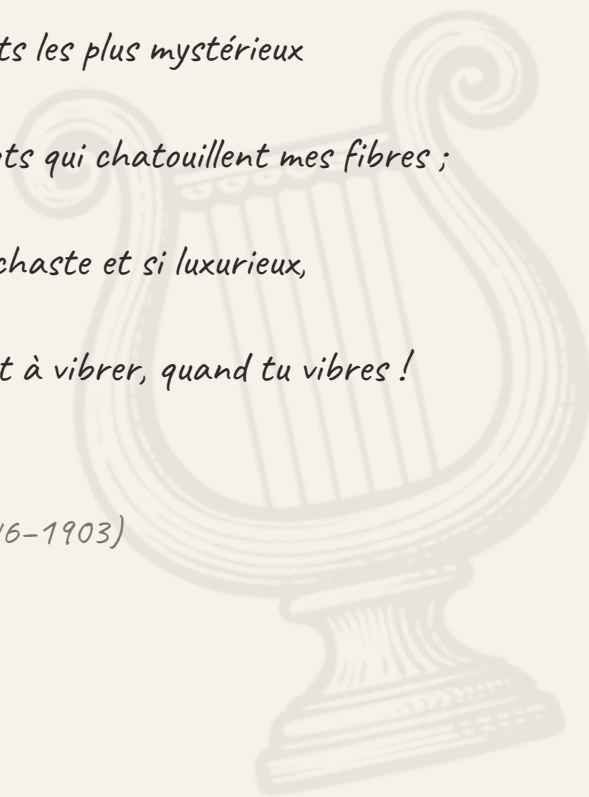 ts les plus mystérieux
ts qui chatouillent mes fibres ;
chaste et si luxurieux,
t à vibrer, quand tu vibres !
6–1903)